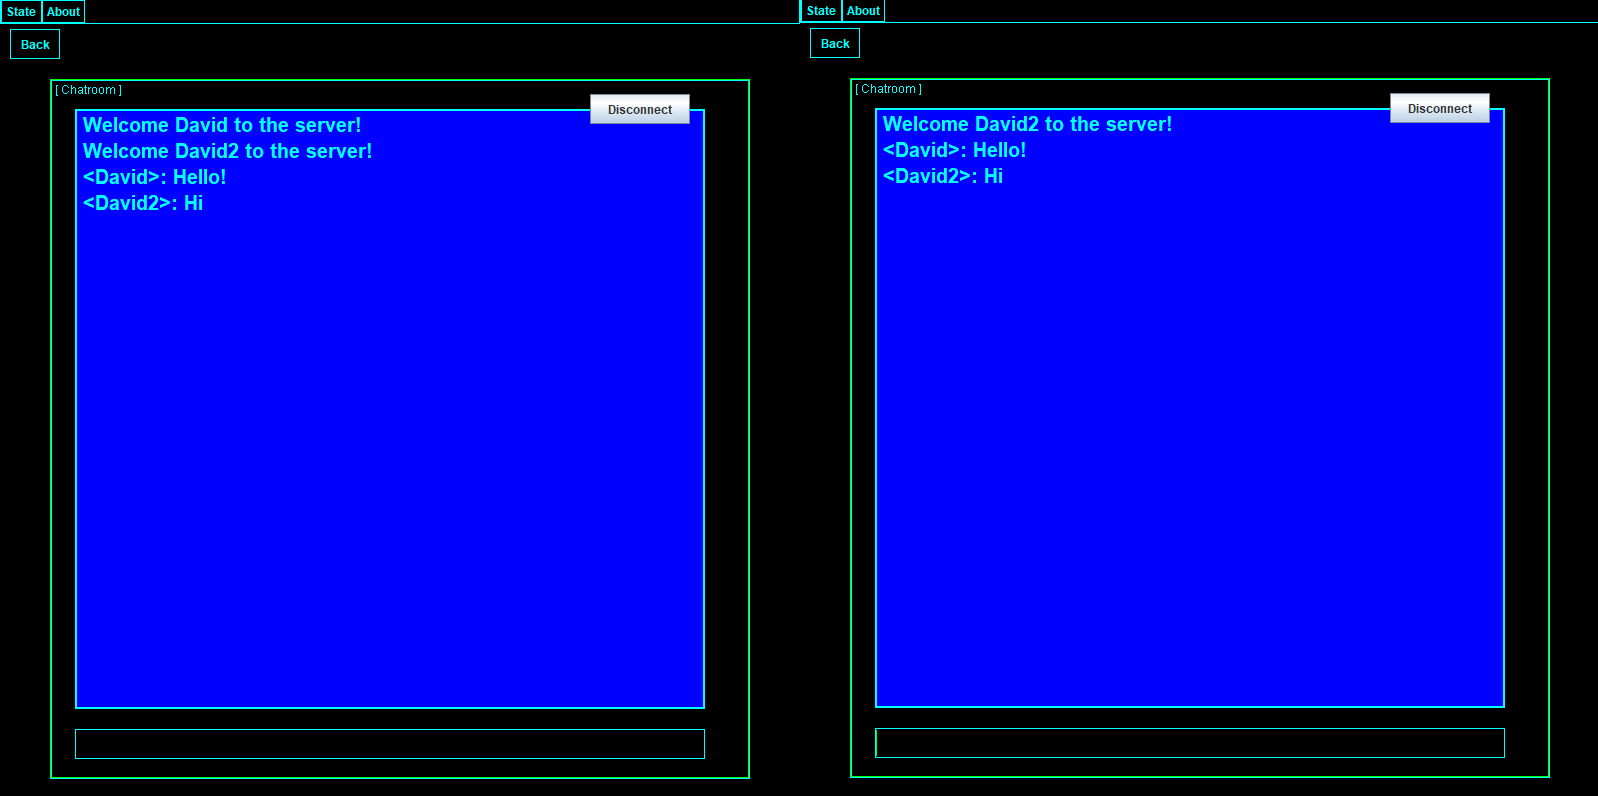 State About
Back
[ Chatroom ]
Disconnect
Welcome David to the server!
Welcome David2 to the server!
<David>: Hello!
<David2>: Hi
State About
Back
[ Chatroom ]
Disconnect
Welcome David2 to the server!
<David>: Hello!
<David2>: Hi